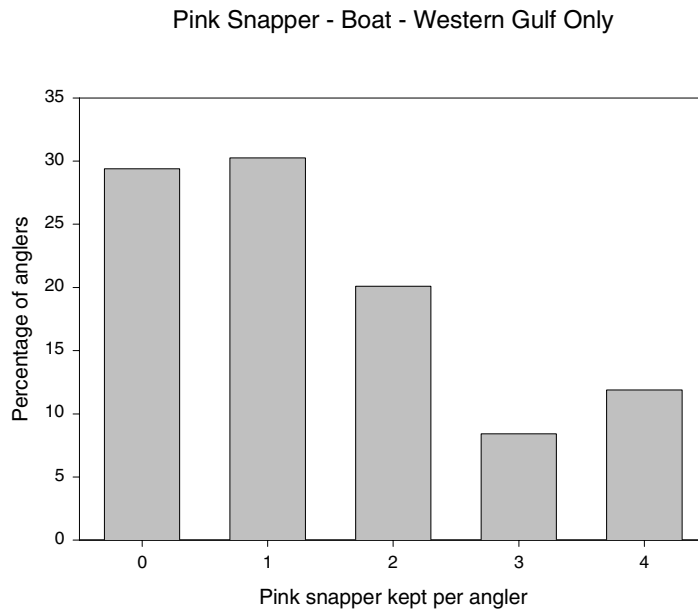 Pink Snapper - Boat - Western Gulf Only
35
30
25
20
15
10
5
0
Percentage of anglers
0 1 2 3 4
Pink snapper kept per angler